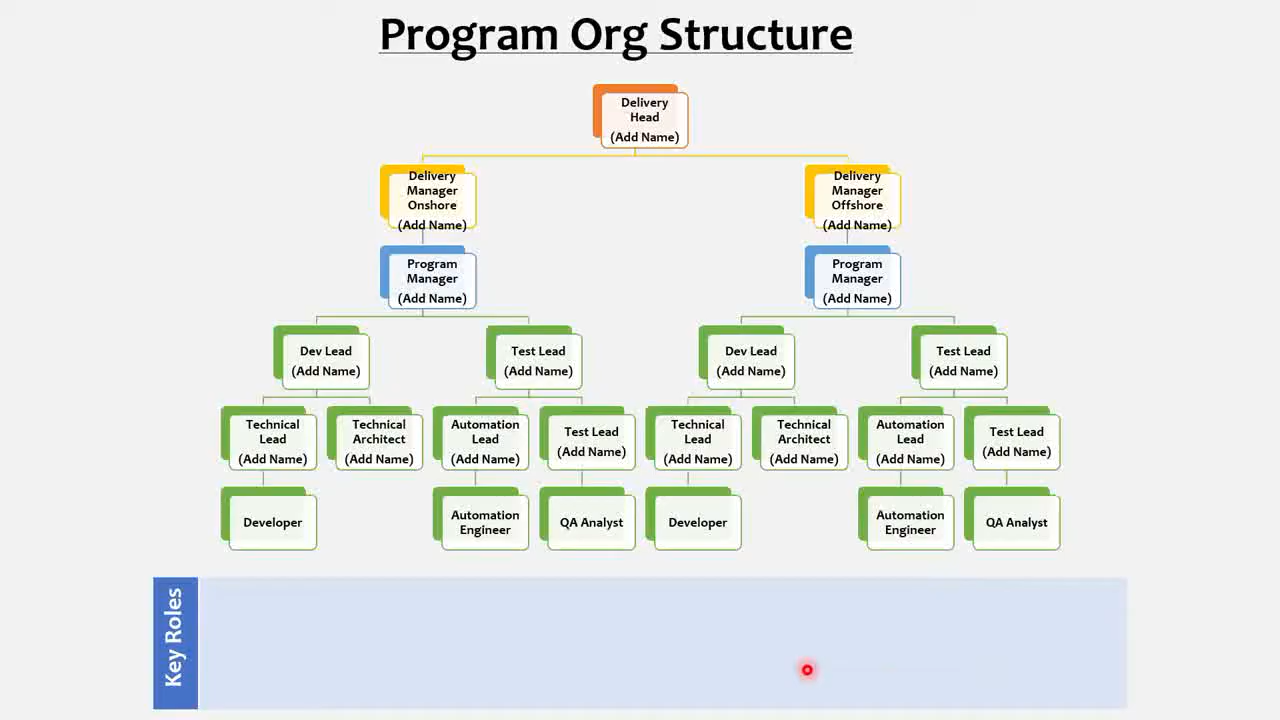 Program Org Structure
Delivery
Head
(Add Name)
Delivery
Manager
Onshore
(Add Name)
Delivery
Manager
Offshore
(Add Name)
Program
Manager
(Add Name)
Program
Manager
(Add Name)
Dev Lead
(Add Name)
Test Lead
(Add Name)
Dev Lead
(Add Name)
Test Lead
(Add Name)
Technical
Lead
(Add Name)
Technical
Architect
(Add Name)
Automation
Lead
(Add Name)
Test Lead
(Add Name)
Technical
Lead
(Add Name)
Technical
Architect
(Add Name)
Automation
Lead
(Add Name)
Test Lead
(Add Name)
Developer
Automation
Engineer
QA Analyst
Developer
Automation
Engineer
QA Analyst
Key Roles